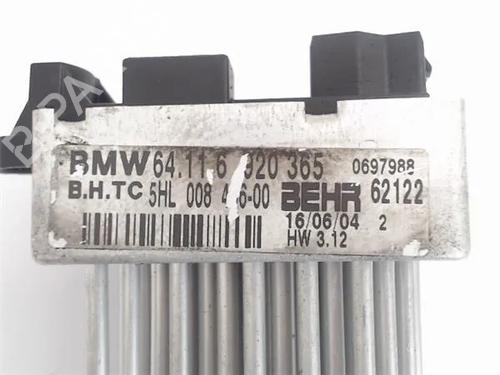 BMW 64.11 6 920 365 0697988
B.H.TC 5HL 008 4 6-00 BEHR 62122
16/06/04 2
HW 3.12